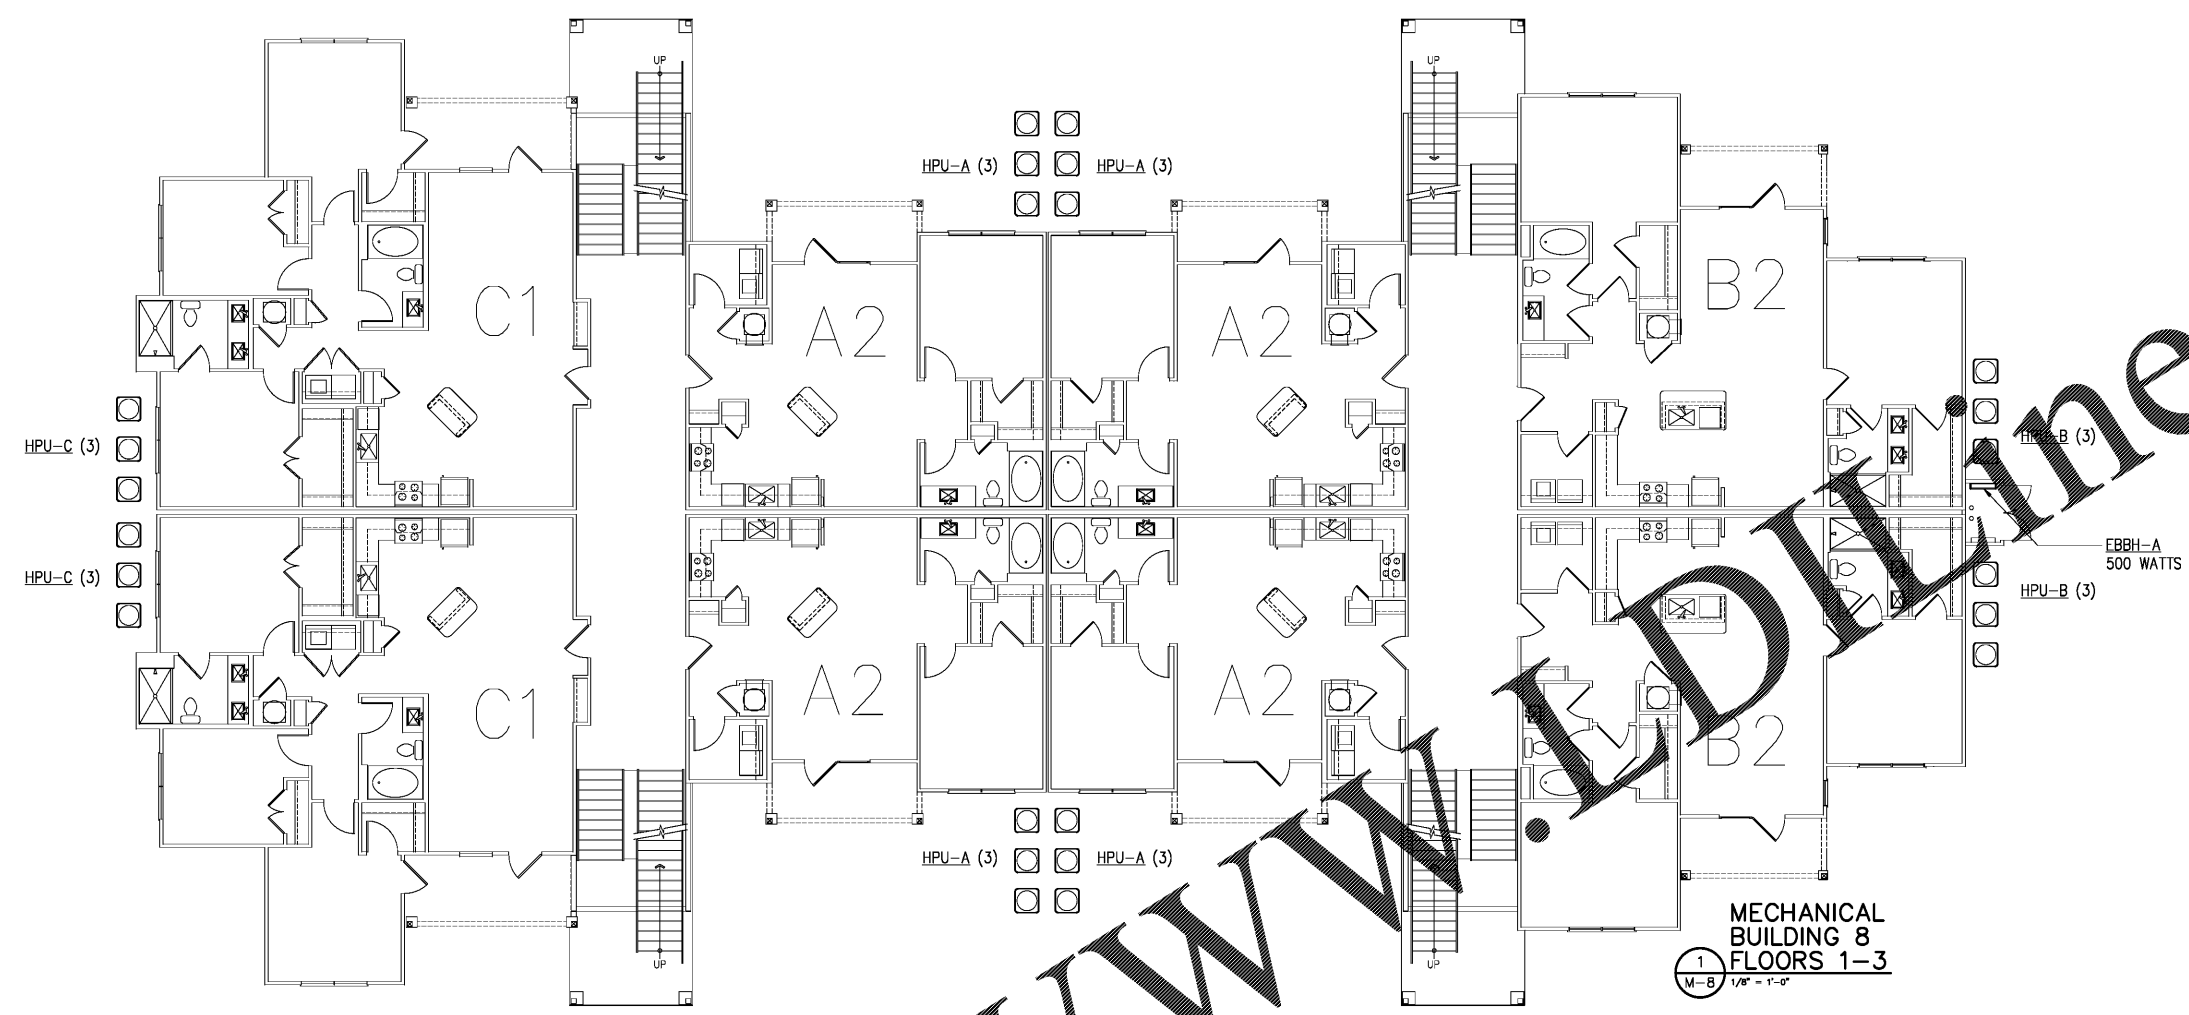 UP
UP
HPU-A (3)
HPU-A (3)
C1
A2
A2
B2
HPU-C (3)
HPU-B (3)
EBBH-A
500 WATTS
HPU-C (3)
HPU-B (3)
C1
A2
A2
B2
HPU-A (3)
HPU-A (3)
UP
UP
MECHANICAL
BUILDING 8
FLOORS 1-3
1
M-8
1/8" = 1'-0"
WWW.LDILine